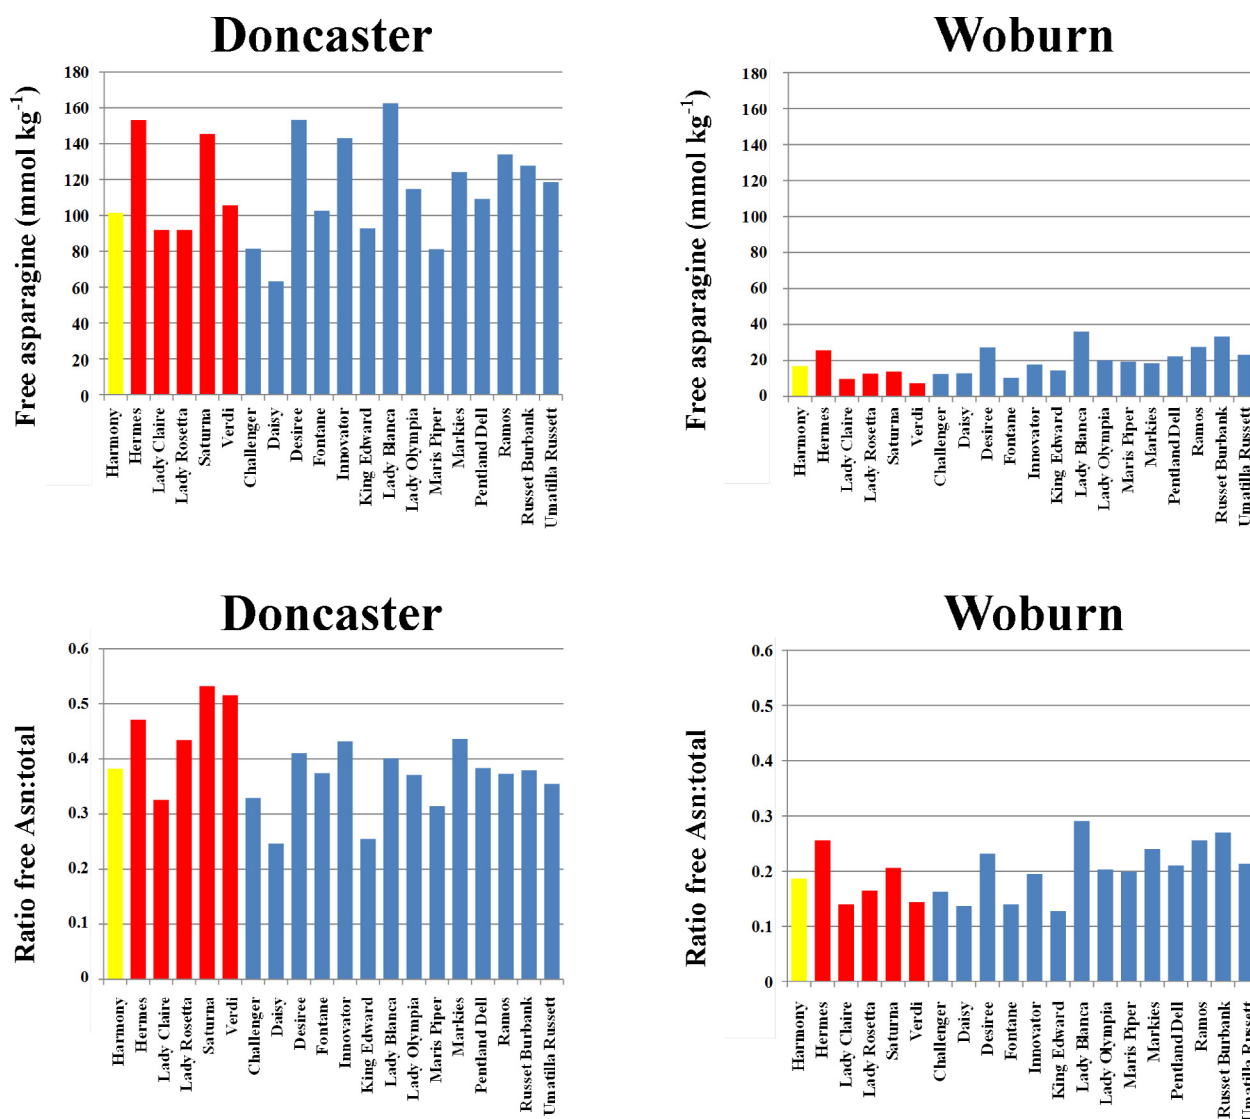 Doncaster
Free asparagine (mmol kg-1)
180
160
140
120
100
80
60
40
20
0
Harmony
Hermes
Lady Claire
Lady Rosetta
Saturna
Verdi
Challenger
Daisy
Desiree
Fontane
Innovator
King Edward
Lady Blanca
Lady Olympia
Maris Piper
Markies
Pentland Dell
Ramos
Russet Burbank
Umatilla Russett
Woburn
Free asparagine (mmol kg-1)
180
160
140
120
100
80
60
40
20
0
Harmony
Hermes
Lady Claire
Lady Rosetta
Saturna
Verdi
Challenger
Daisy
Desiree
Fontane
Innovator
King Edward
Lady Blanca
Lady Olympia
Maris Piper
Markies
Pentland Dell
Ramos
Russet Burbank
Umatilla Russett
Doncaster
Ratio free Asn:total
0.6
0.5
0.4
0.3
0.2
0.1
0
Harmony
Hermes
Lady Claire
Lady Rosetta
Saturna
Verdi
Challenger
Daisy
Desiree
Fontane
Innovator
King Edward
Lady Blanca
Lady Olympia
Maris Piper
Markies
Pentland Dell
Ramos
Russet Burbank
Umatilla Russett
Woburn
Ratio free Asn:total
0.6
0.5
0.4
0.3
0.2
0.1
0
Harmony
Hermes
Lady Claire
Lady Rosetta
Saturna
Verdi
Challenger
Daisy
Desiree
Fontane
Innovator
King Edward
Lady Blanca
Lady Olympia
Maris Piper
Markies
Pentland Dell
Ramos
Russet Burbank
Umatilla Russett